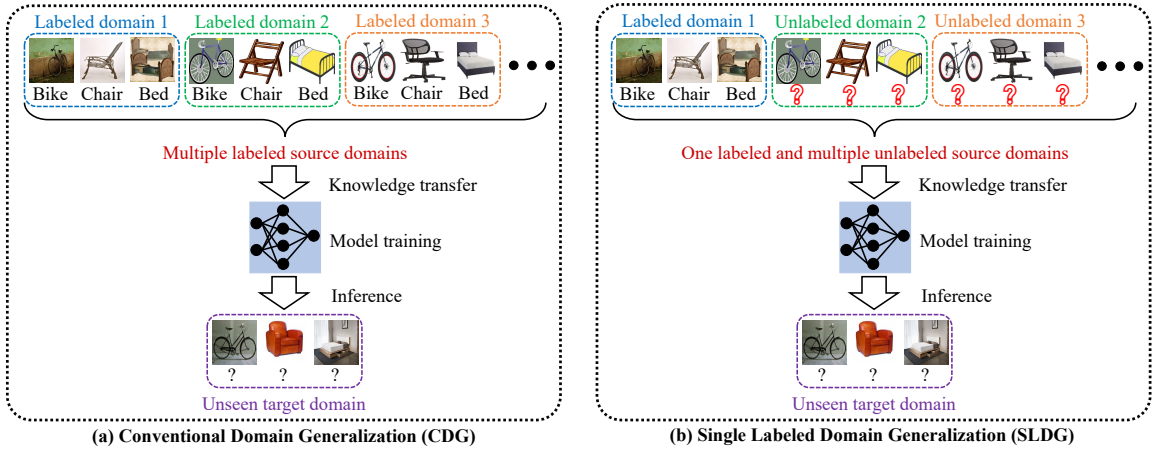 Labeled domain 1 Labeled domain 2 Labeled domain 3
Bike Chair Bed Bike Chair Bed Bike Chair Bed
Multiple labeled source domains
Knowledge transfer
Model training
Inference
? ? ?
Unseen target domain
(a) Conventional Domain Generalization (CDG)
Labeled domain 1 Unlabeled domain 2 Unlabeled domain 3
Bike Chair Bed ? ? ? ? ? ?
One labeled and multiple unlabeled source domains
Knowledge transfer
Model training
Inference
? ? ?
Unseen target domain
(b) Single Labeled Domain Generalization (SLDG)